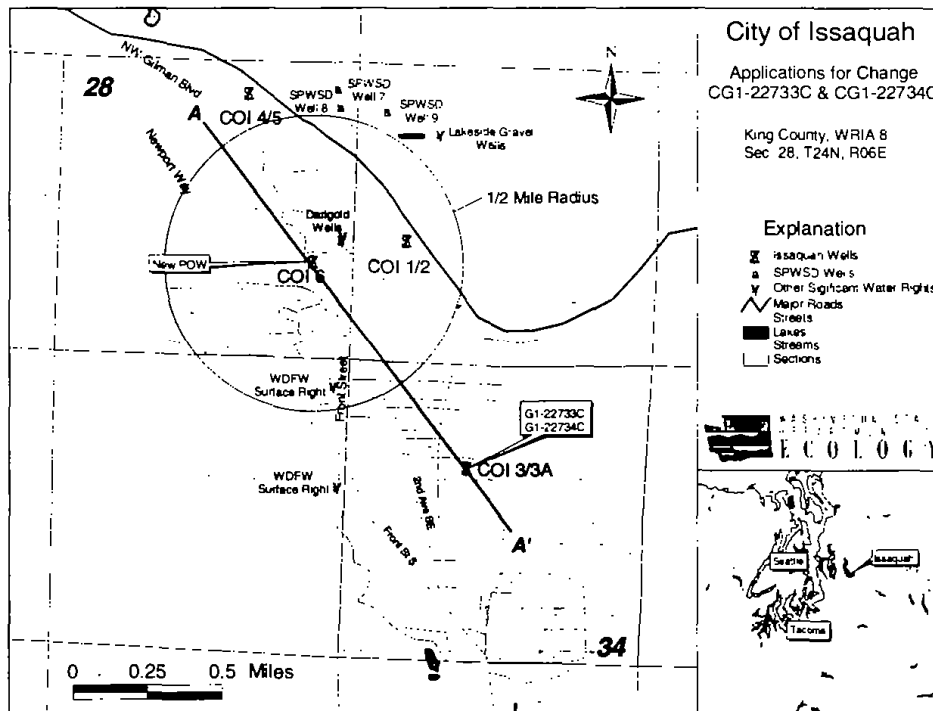 City of Issaquah
Applications for Change
CG1-22733C & CG1-22734C
King County, WRIA 8
Sec 28, T24N, R06E
Explanation
Issaquah Wells
SPWSD Wells
Other Significant Water Rights
Major Roads
Streets
Lakes
Streams
Sections
WASHINGTON STATE
ECOLOGY
Seattle
Issaquah
Tacoma
N
28
NW Gilman Blvd
A
COI 4/5
SPWSD
Well 7
SPWSD
Well 8
SPWSD
Well 9
Lakeside Gravel
Wells
Newport Way
1/2 Mile Radius
Darigold
Wells
New POW
COI 6
COI 1/2
WDFW
Surface Right
Front Street
G1-22733C
G1-22734C
COI 3/3A
WDFW
Surface Right
2nd Ave SE
Front St S
A'
34
0 0.25 0.5 Miles